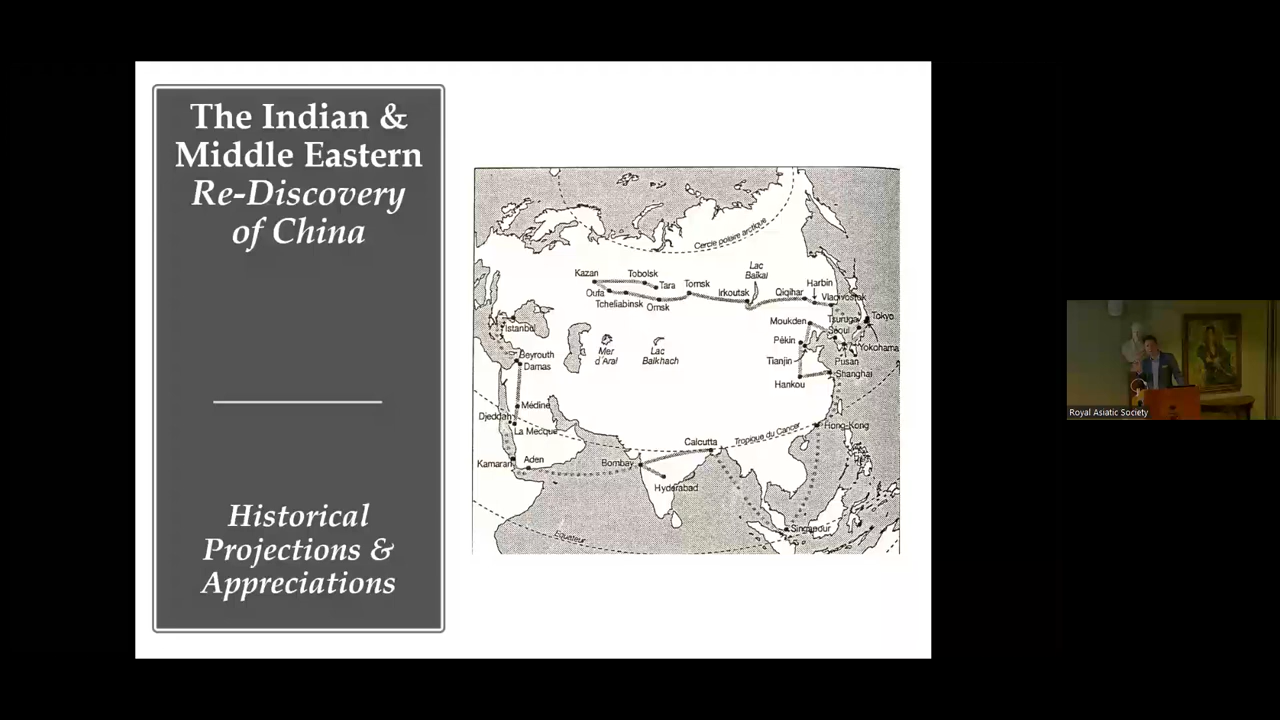 The Indian &
Middle Eastern
Re-Discovery
of China
Historical
Projections &
Appreciations
Cercle polaire arctique
Kazan
Tobolsk
Tara
Tomsk
Lac
Baïkal
Oufa
Tcheliabinsk
Omsk
Irkoutsk
Qiqihar
Harbin
Vladivostok
Istanbul
Mer
d'Aral
Lac
Balkhach
Moukden
Tsuruga
Tokyo
Séoul
Pékin
Yokohama
Tianjin
Pusan
Hankou
Shanghai
Beyrouth
Damas
Médine
Djeddah
La Mecque
Kamaran
Aden
Bombay
Calcutta
Tropique du Cancer
Hong-Kong
Hyderabad
Singapour
Equateur
Royal Asiatic Society